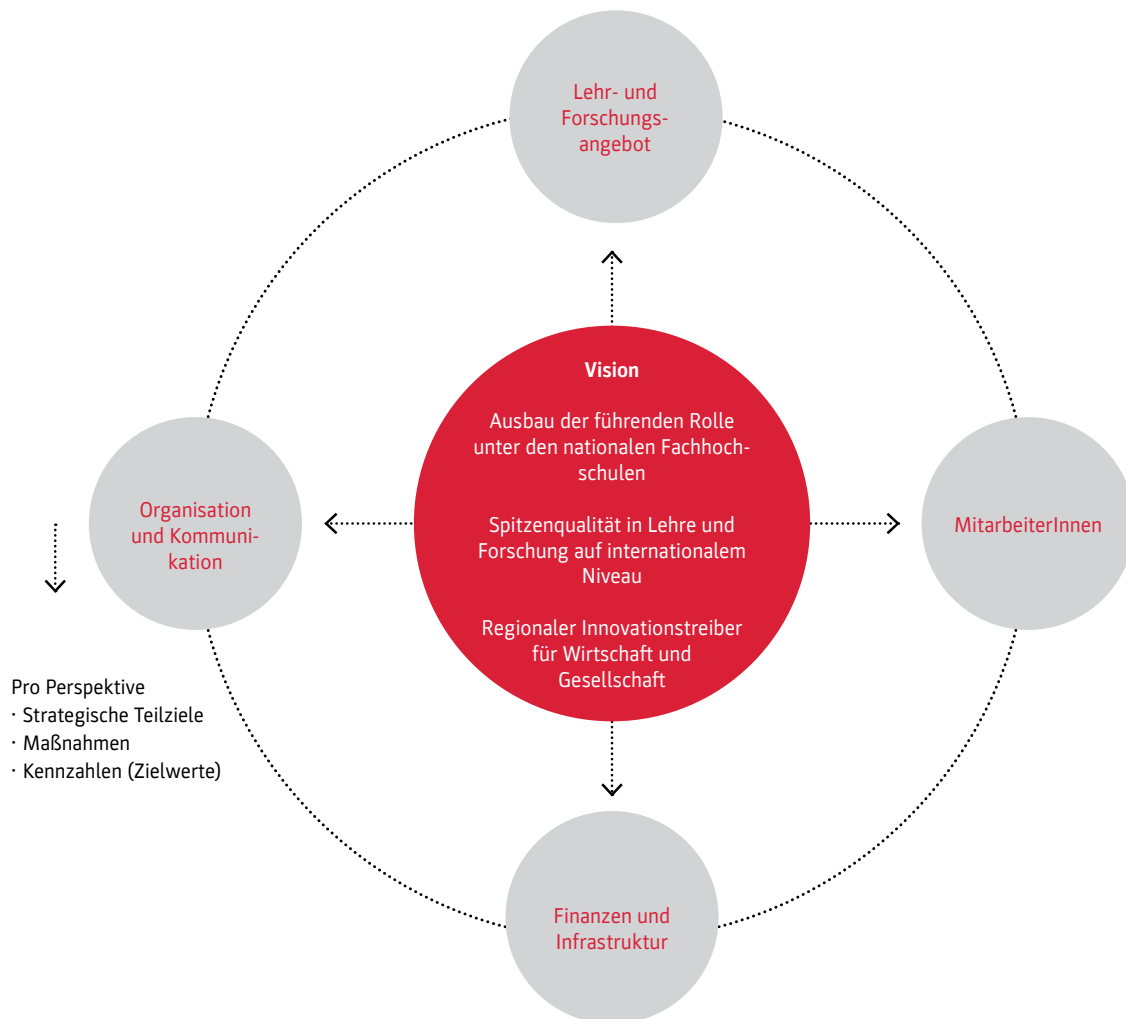 Lehr- und
Forschungs-
angebot
Vision
Ausbau der führenden Rolle
unter den nationalen Fachhoch-
schulen
Spitzenqualität in Lehre und
Forschung auf internationalem
Niveau
Regionaler Innovationstreiber
für Wirtschaft und
Gesellschaft
Organisation
und Kommuni-
kation
MitarbeiterInnen
Pro Perspektive
· Strategische Teilziele
· Maßnahmen
· Kennzahlen (Zielwerte)
Finanzen und
Infrastruktur